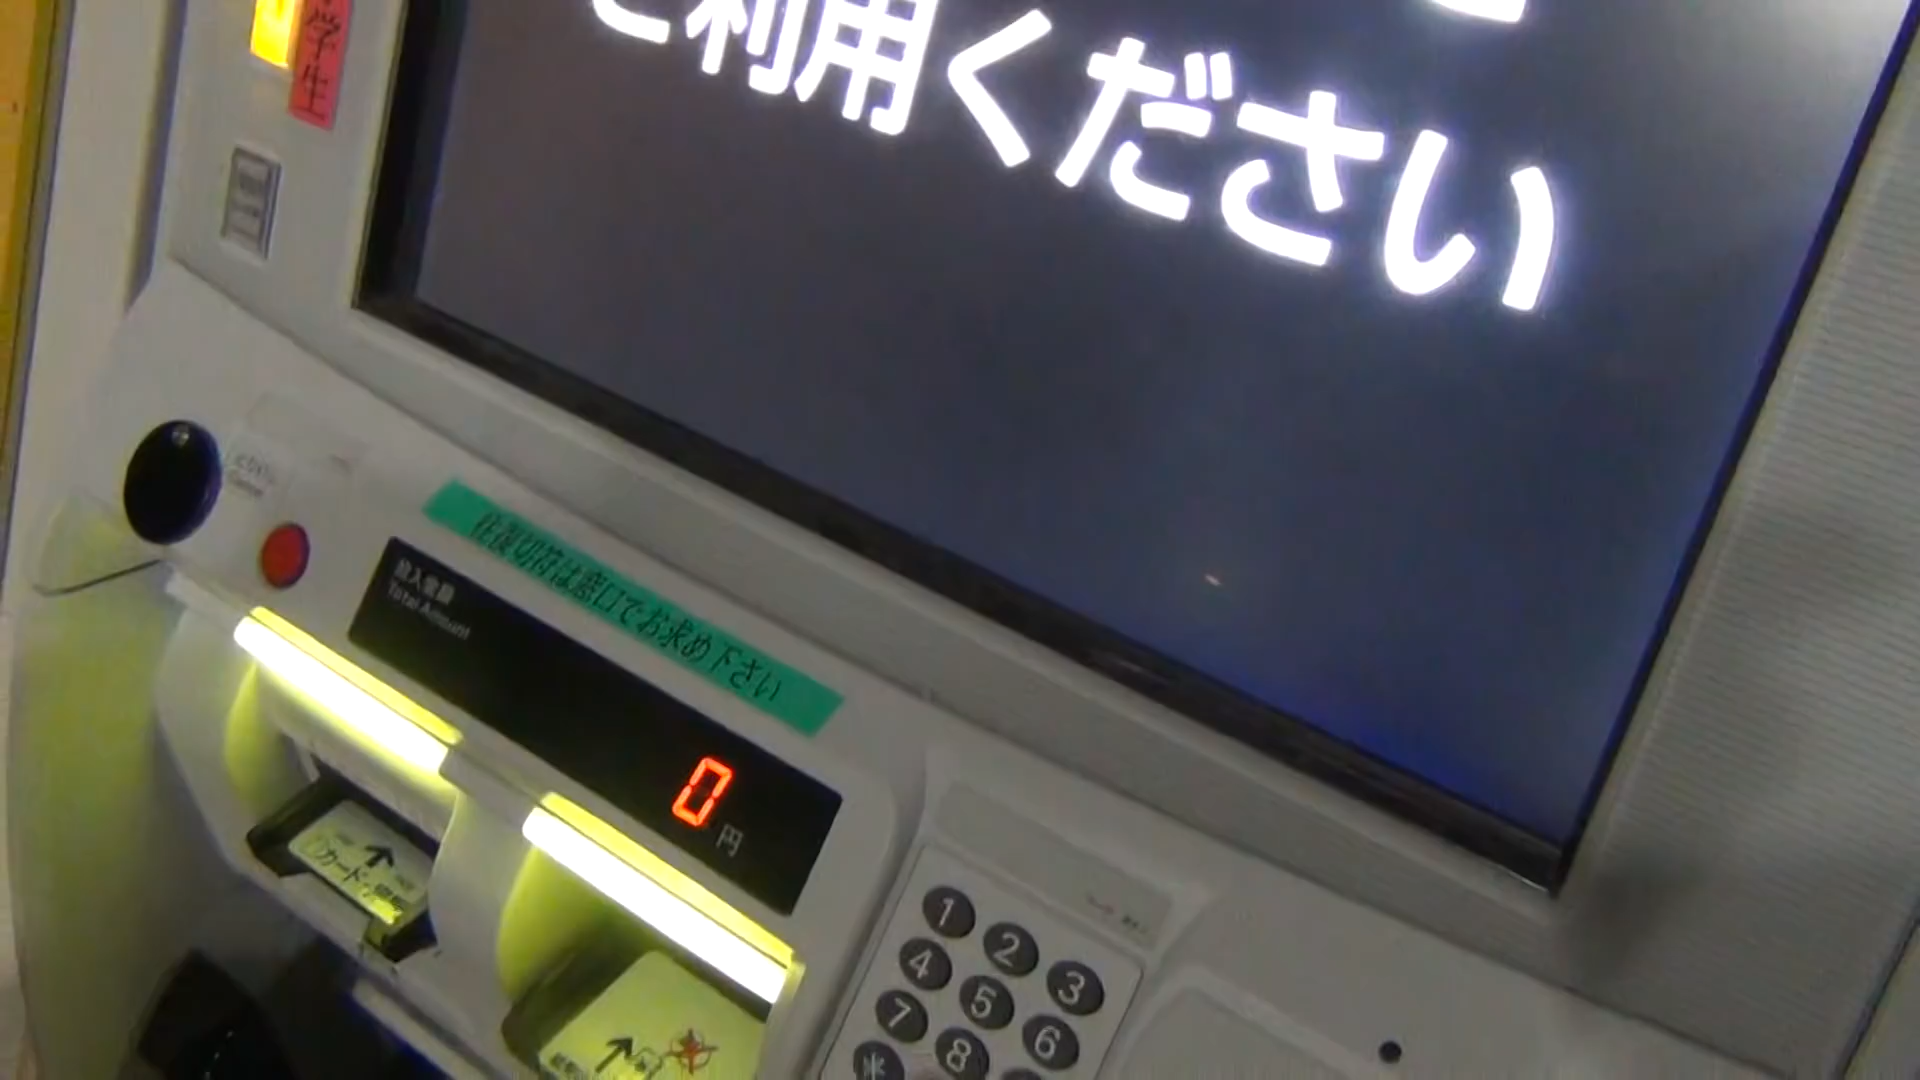 学生
ご利用ください
往復切符は窓口でお求め下さい
投入金額
Total Amount
0 円
カード
1 2 3
4 5 6
7 8
*